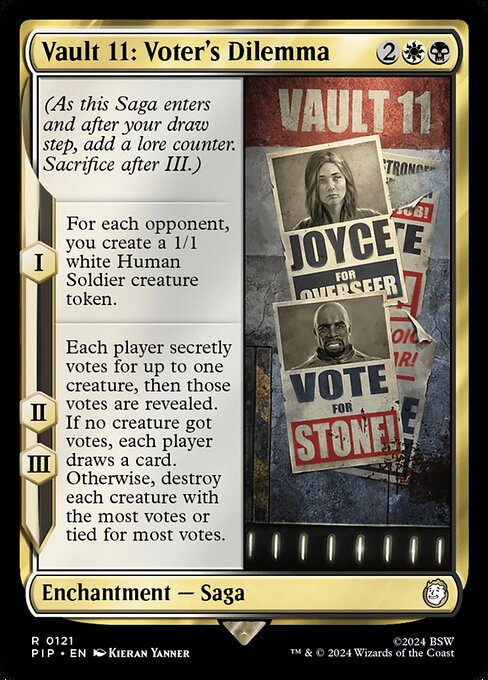 Vault 11: Voter's Dilemma
2
(As this Saga enters
and after your draw
step, add a lore counter.
Sacrifice after III.)
I
For each opponent,
you create a 1/1
white Human
Soldier creature
token.
II
III
Each player secretly
votes for up to one
creature, then those
votes are revealed.
If no creature got
votes, each player
draws a card.
Otherwise, destroy
each creature with
the most votes or
tied for most votes.
VAULT 11
JOYCE
FOR
OVERSEER
VOTE
FOR
STONE!
Enchantment — Saga
R 0121
PIP • EN Kieran Yanner
©2024 BSW
™ & © 2024 Wizards of the Coast